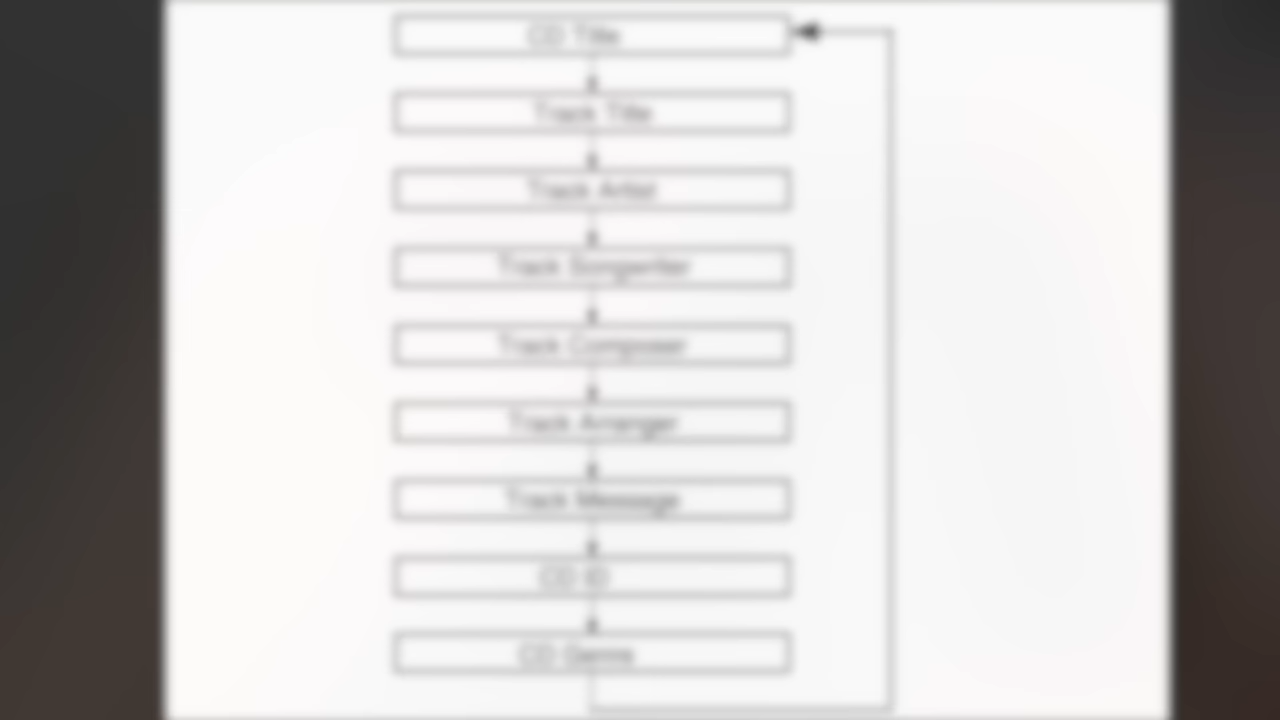 CD Title
Track Title
Track Artist
Track Songwriter
Track Composer
Track Arranger
Track Message
CD ID
CD Genre